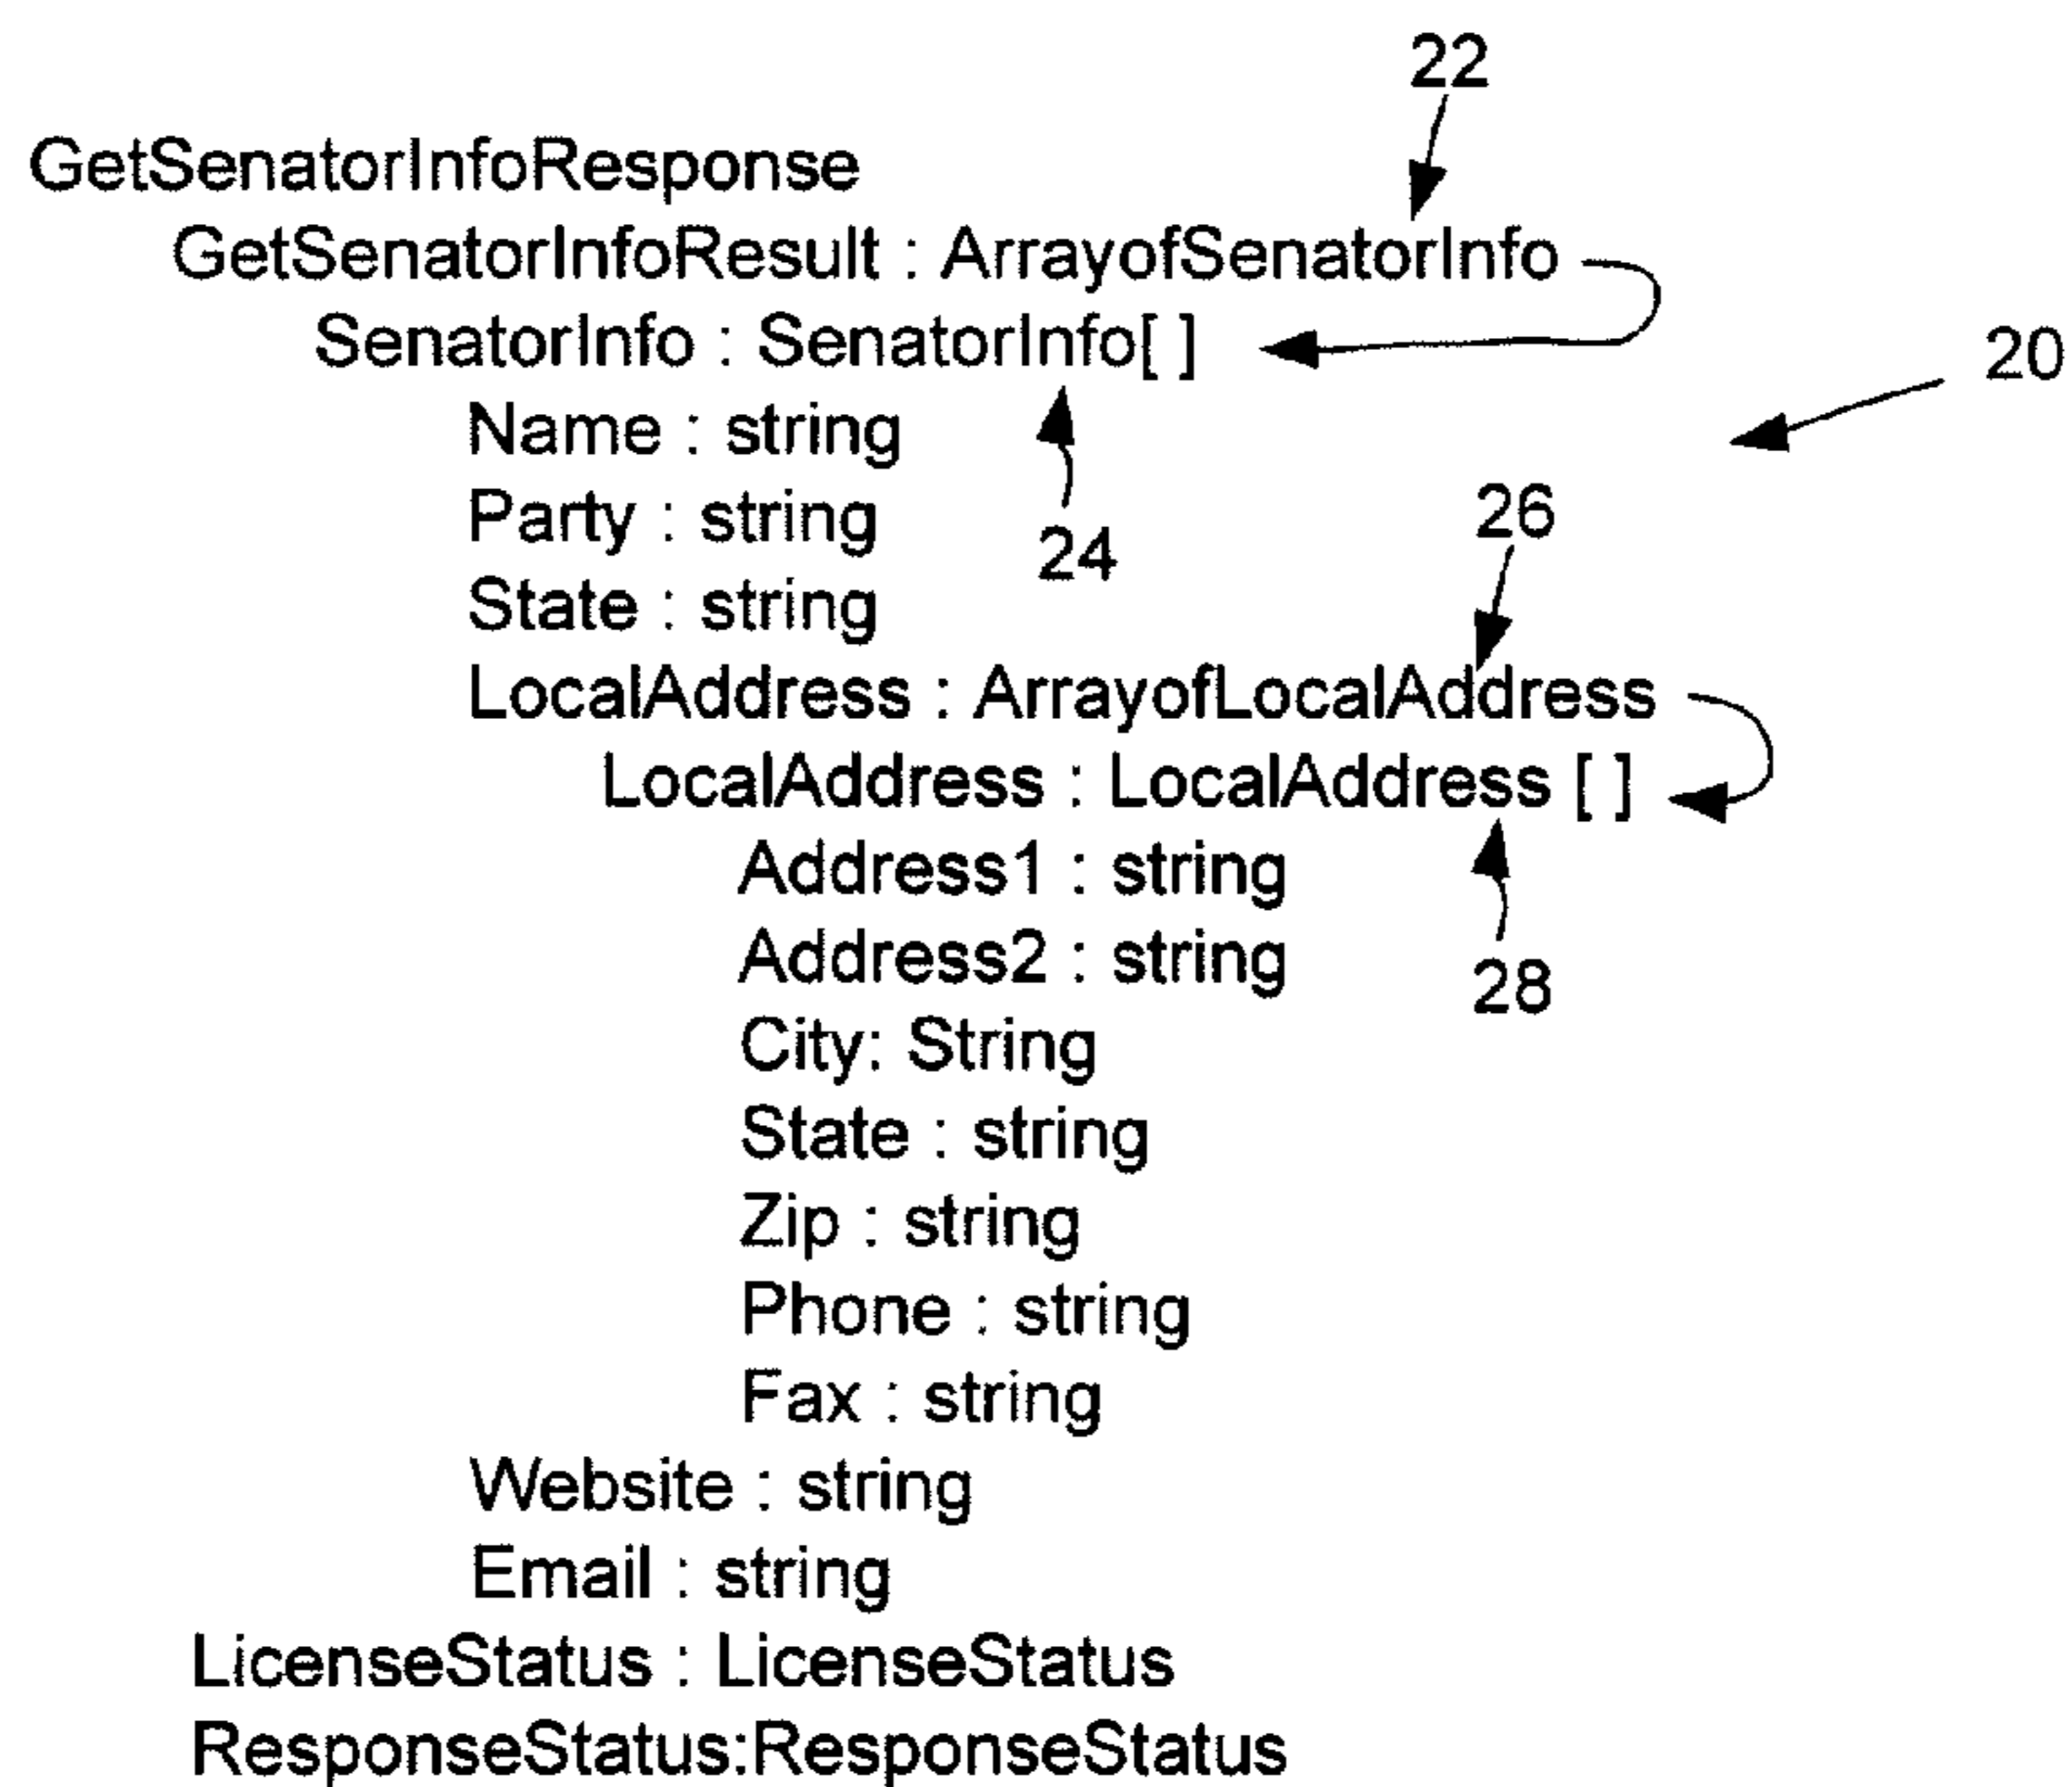 22
GetSenatorInfoResponse
GetSenatorInfoResult : ArrayofSenatorInfo
SenatorInfo : SenatorInfo[ ]
20
Name : string
Party : string
24
26
State : string
LocalAddress : ArrayofLocalAddress
LocalAddress : LocalAddress [ ]
Address1 : string
Address2 : string
28
City: String
State : string
Zip : string
Phone : string
Fax : string
Website : string
Email : string
LicenseStatus : LicenseStatus
ResponseStatus:ResponseStatus